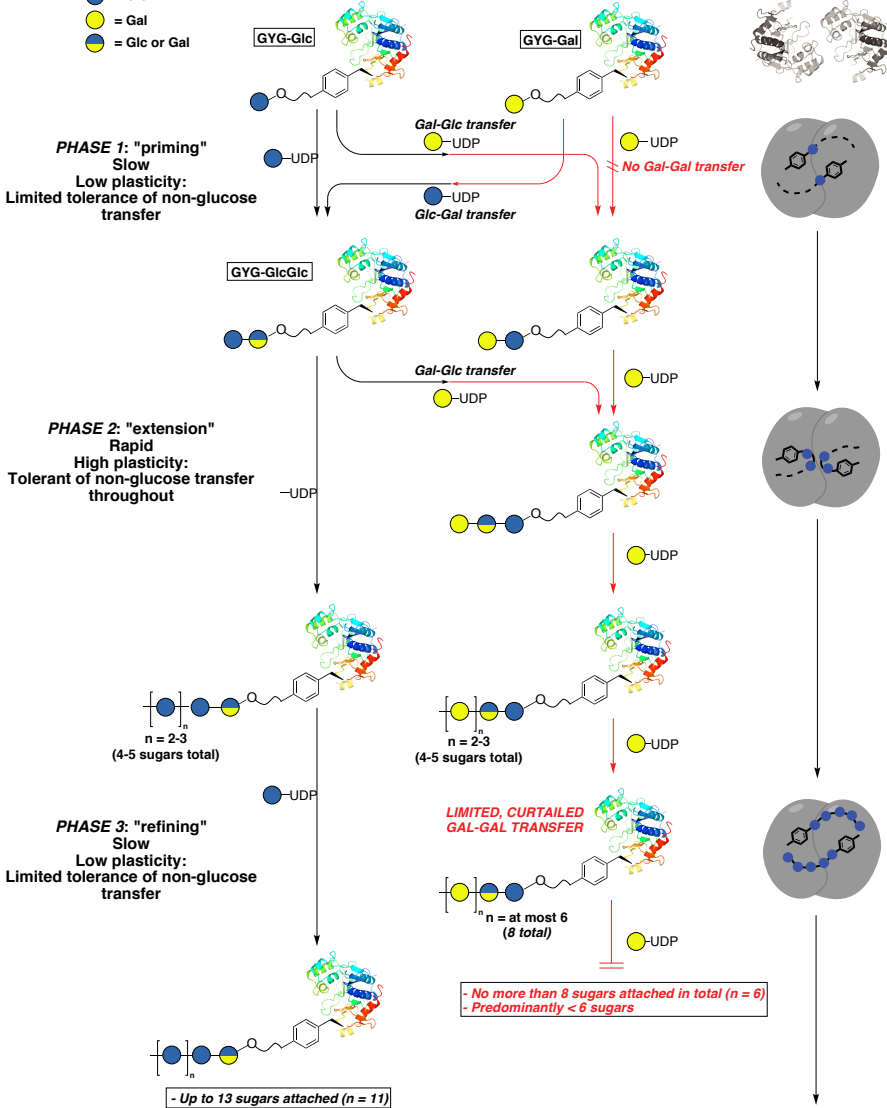 = Gal
= Glc or Gal
GYG-Glc
GYG-Gal
O
O
PHASE 1: "priming"
Slow
Low plasticity:
Limited tolerance of non-glucose
transfer
UDP
Gal-Glc transfer
UDP
UDP
No Gal-Gal transfer
UDP
Glc-Gal transfer
GYG-GlcGlc
O
O
Gal-Glc transfer
UDP
UDP
PHASE 2: "extension"
Rapid
High plasticity:
Tolerant of non-glucose transfer
throughout
UDP
O
UDP
O
n
n = 2-3
(4-5 sugars total)
O
n
n = 2-3
(4-5 sugars total)
UDP
UDP
PHASE 3: "refining"
Slow
Low plasticity:
Limited tolerance of non-glucose
transfer
LIMITED, CURTAILED
GAL-GAL TRANSFER
O
n
n = at most 6
(8 total)
UDP
- No more than 8 sugars attached in total (n = 6)
- Predominantly < 6 sugars
O
n
- Up to 13 sugars attached (n = 11)